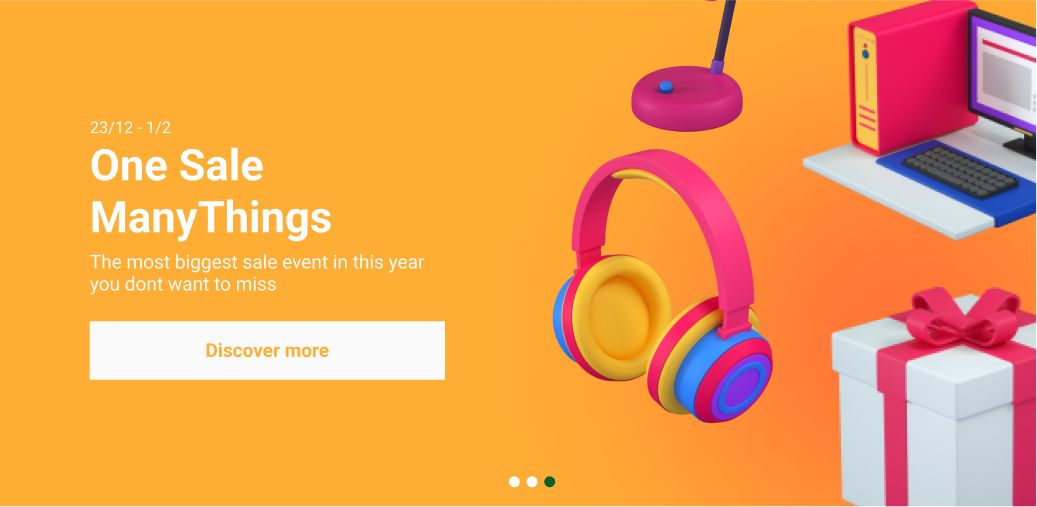 23/12 - 1/2
One Sale
ManyThings
The most biggest sale event in this year
you dont want to miss
Discover more